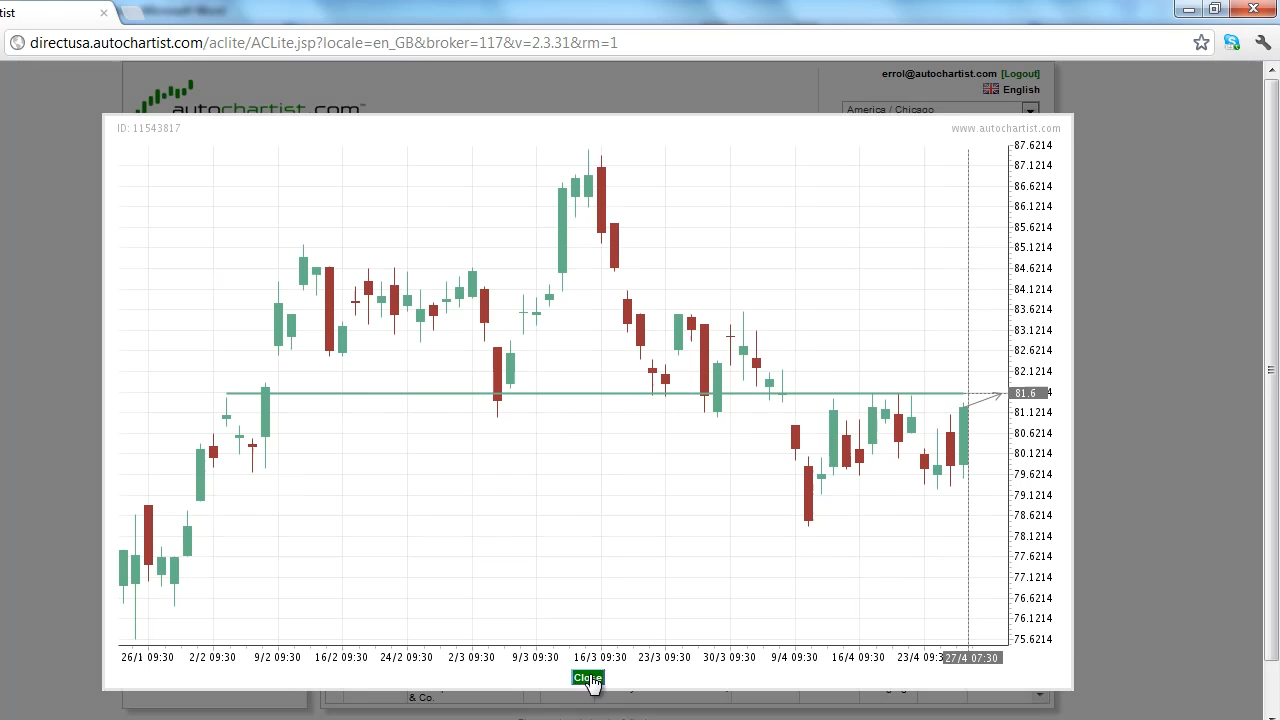 tist
Microsoft Word
directusa.autochartist.com/aclite/ACLite.jsp?locale=en_GB&broker=117&v=2.3.31&rm=1
errol@autochartist.com [Logout]
English
autochartist.com™
America / Chicago
ID: 11543817
www.autochartist.com
87.6214
87.1214
86.6214
86.1214
85.6214
85.1214
84.6214
84.1214
83.6214
83.1214
82.6214
82.1214
81.6
4
81.1214
80.6214
80.1214
79.6214
79.1214
78.6214
78.1214
77.6214
77.1214
76.6214
76.1214
75.6214
26/1 09:30 2/2 09:30 9/2 09:30 16/2 09:30 24/2 09:30 2/3 09:30 9/3 09:30 16/3 09:30 23/3 09:30 30/3 09:30 9/4 09:30 16/4 09:30 23/4 09:3 27/4 07:30
Close
& Co.